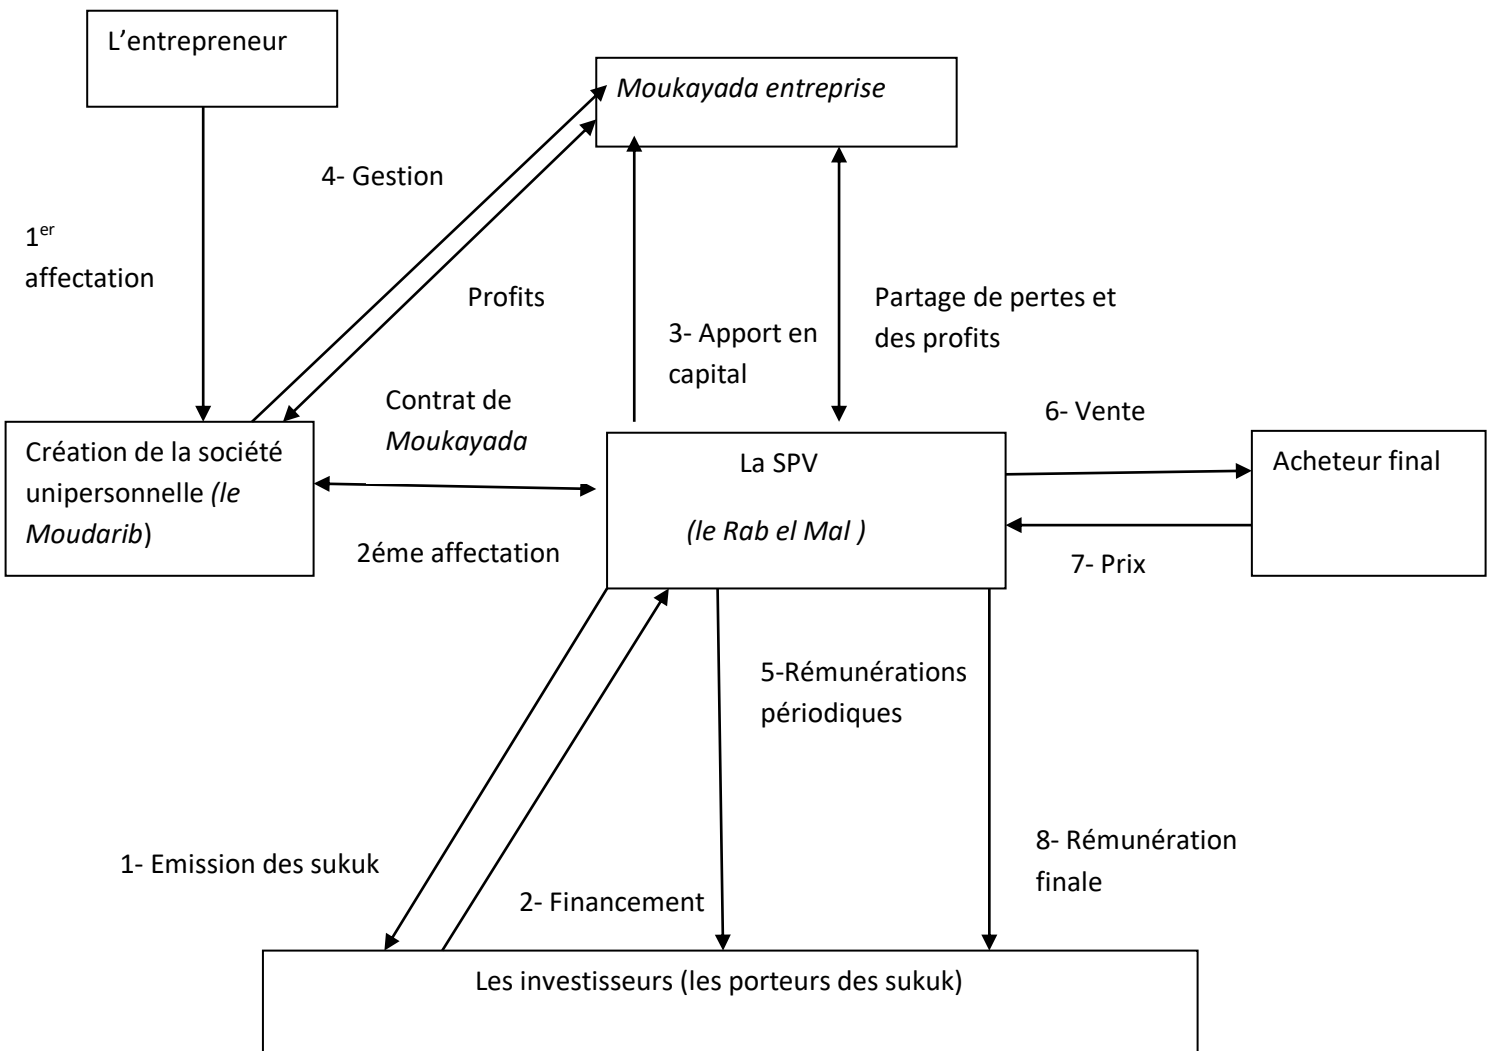 L’entrepreneur
Moukayada entreprise
4- Gestion
1er
affectation
Profits
Partage de pertes et
des profits
3- Apport en
capital
Contrat de
Moukayada
6- Vente
Création de la société
unipersonnelle (le
Moudarib)
La SPV
(le Rab el Mal )
Acheteur final
2éme affectation
7- Prix
5-Rémunérations
périodiques
1- Emission des sukuk
2- Financement
8- Rémunération
finale
Les investisseurs (les porteurs des sukuk)